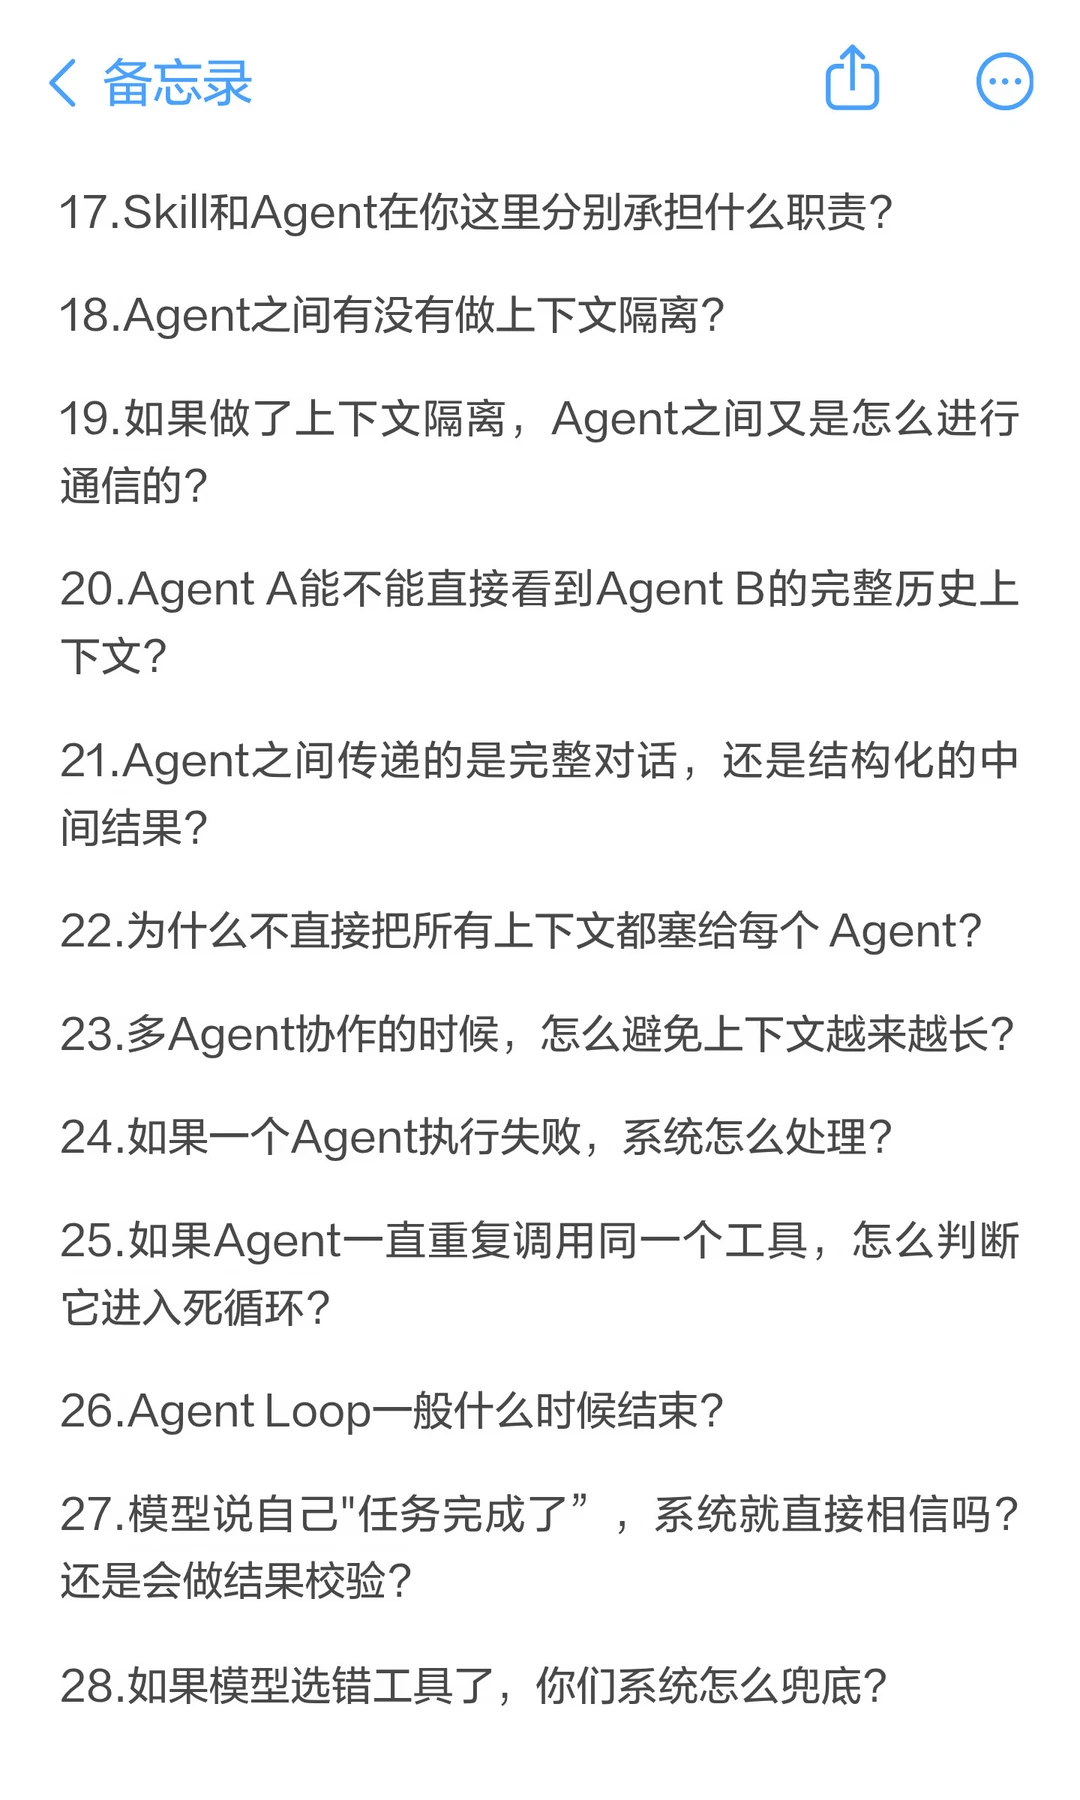 备忘录
17.Skill和Agent在你这里分别承担什么职责?
18.Agent之间有没有做上下文隔离?
19.如果做了上下文隔离，Agent之间又是怎么进行
通信的?
20.Agent A能不能直接看到Agent B的完整历史上
下文?
21.Agent之间传递的是完整对话，还是结构化的中
间结果?
22.为什么不直接把所有上下文都塞给每个 Agent?
23.多Agent协作的时候，怎么避免上下文越来越长?
24.如果一个Agent执行失败，系统怎么处理?
25.如果Agent一直重复调用同一个工具，怎么判断
它进入死循环?
26.Agent Loop一般什么时候结束?
27.模型说自己"任务完成了”，系统就直接相信吗?
还是会做结果校验?
28.如果模型选错工具了，你们系统怎么兜底?